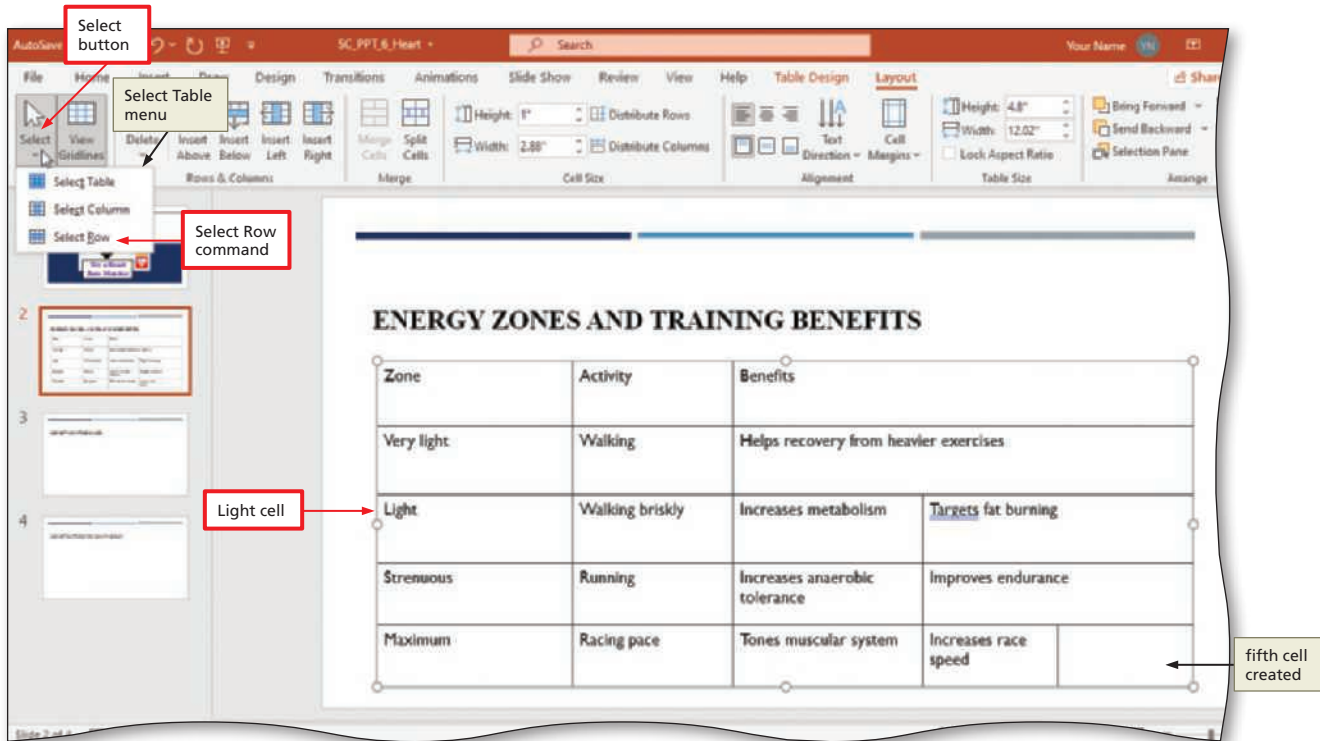 Select
button
AutoSave
SC_PPT_6_Heart
Search
Your Name
YN
File Home Insert Draw Design Transitions Animations Slide Show Review View Help Table Design Layout
Shar
Select Table
menu
Select
View
Gridlines
Delete
Insert
Above
Insert
Below
Insert
Left
Insert
Right
Merge
Cells
Split
Cells
Height: 1"
Width: 2.88"
Distribute Rows
Distribute Columns
Text
Direction
Cell
Margins
Height: 4.8"
Width: 12.02"
Lock Aspect Ratio
Bring Forward
Send Backward
Selection Pane
Rows & Columns
Merge
Cell Size
Alignment
Table Size
Arrange
Select Table
Select Column
Select Row
Select Row
command
2
3
4
ENERGY ZONES AND TRAINING BENEFITS
Zone Activity Benefits
Very light Walking Helps recovery from heavier exercises
Light cell
Light Walking briskly Increases metabolism Targets fat burning
Strenuous Running Increases anaerobic
tolerance Improves endurance
Maximum Racing pace Tones muscular system Increases race
speed
fifth cell
created
Slide 2 of 4